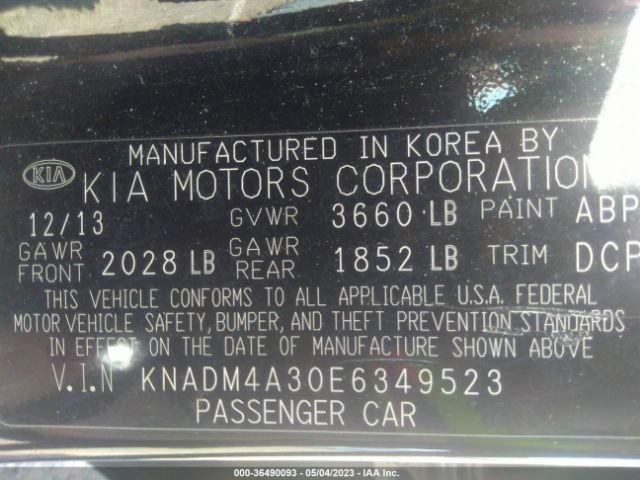 MANUFACTURED IN KOREA BY
KIA KIA MOTORS CORPORATION
12/13 GVWR 3660 LB PAINT ABP
GAWR FRONT 2028 LB GAWR REAR 1852 LB TRIM DCP
THIS VEHICLE CONFORMS TO ALL APPLICABLE U.S.A. FEDERAL
MOTOR VEHICLE SAFETY, BUMPER, AND THEFT PREVENTION STANDARDS
IN EFFECT ON THE DATE OF MANUFACTURE SHOWN ABOVE
V.I.N KNADM4A30E6349523
PASSENGER CAR
000-36490093 - 05/04/2023 - IAA Inc.